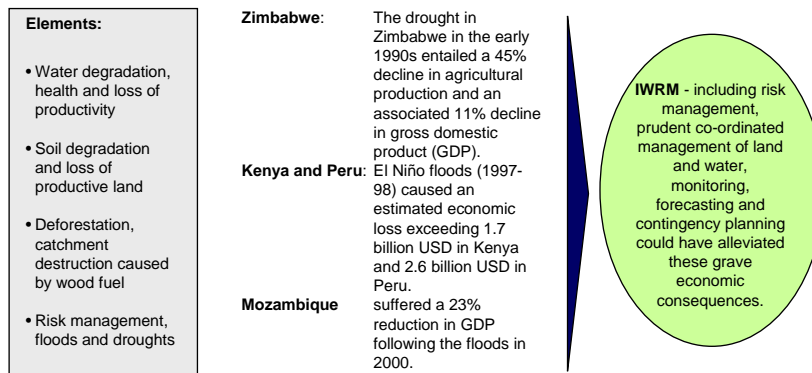 Elements:
• Water degradation,
health and loss of
productivity
• Soil degradation
and loss of
productive land
• Deforestation,
catchment
destruction caused
by wood fuel
• Risk management,
floods and droughts
Zimbabwe: The drought in
Zimbabwe in the early
1990s entailed a 45%
decline in agricultural
production and an
associated 11% decline
in gross domestic
product (GDP).
Kenya and Peru: El Niño floods (1997-
98) caused an
estimated economic
loss exceeding 1.7
billion USD in Kenya
and 2.6 billion USD in
Peru.
Mozambique suffered a 23%
reduction in GDP
following the floods in
2000.
IWRM - including risk
management,
prudent co-ordinated
management of land
and water,
monitoring,
forecasting and
contingency planning
could have alleviated
these grave
economic
consequences.